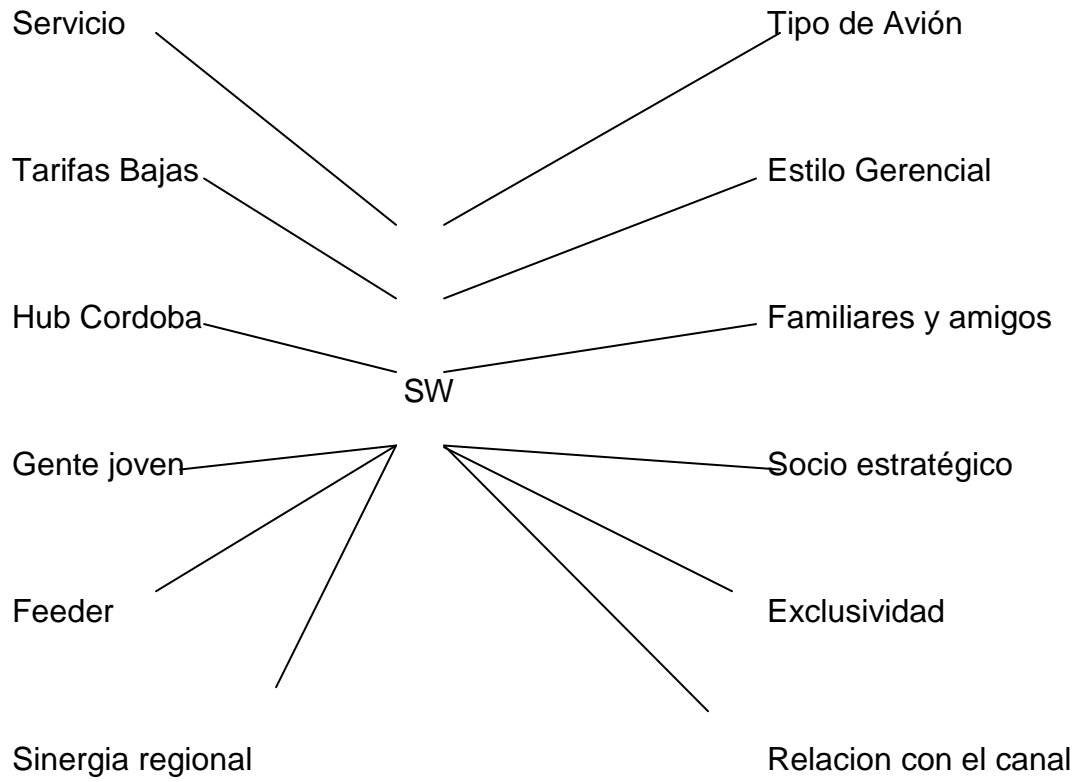 Servicio
Tipo de Avión
Tarifas Bajas
Estilo Gerencial
Hub Cordoba
Familiares y amigos
SW
Gente joven
Socio estratégico
Feeder
Exclusividad
Sinergia regional
Relacion con el canal